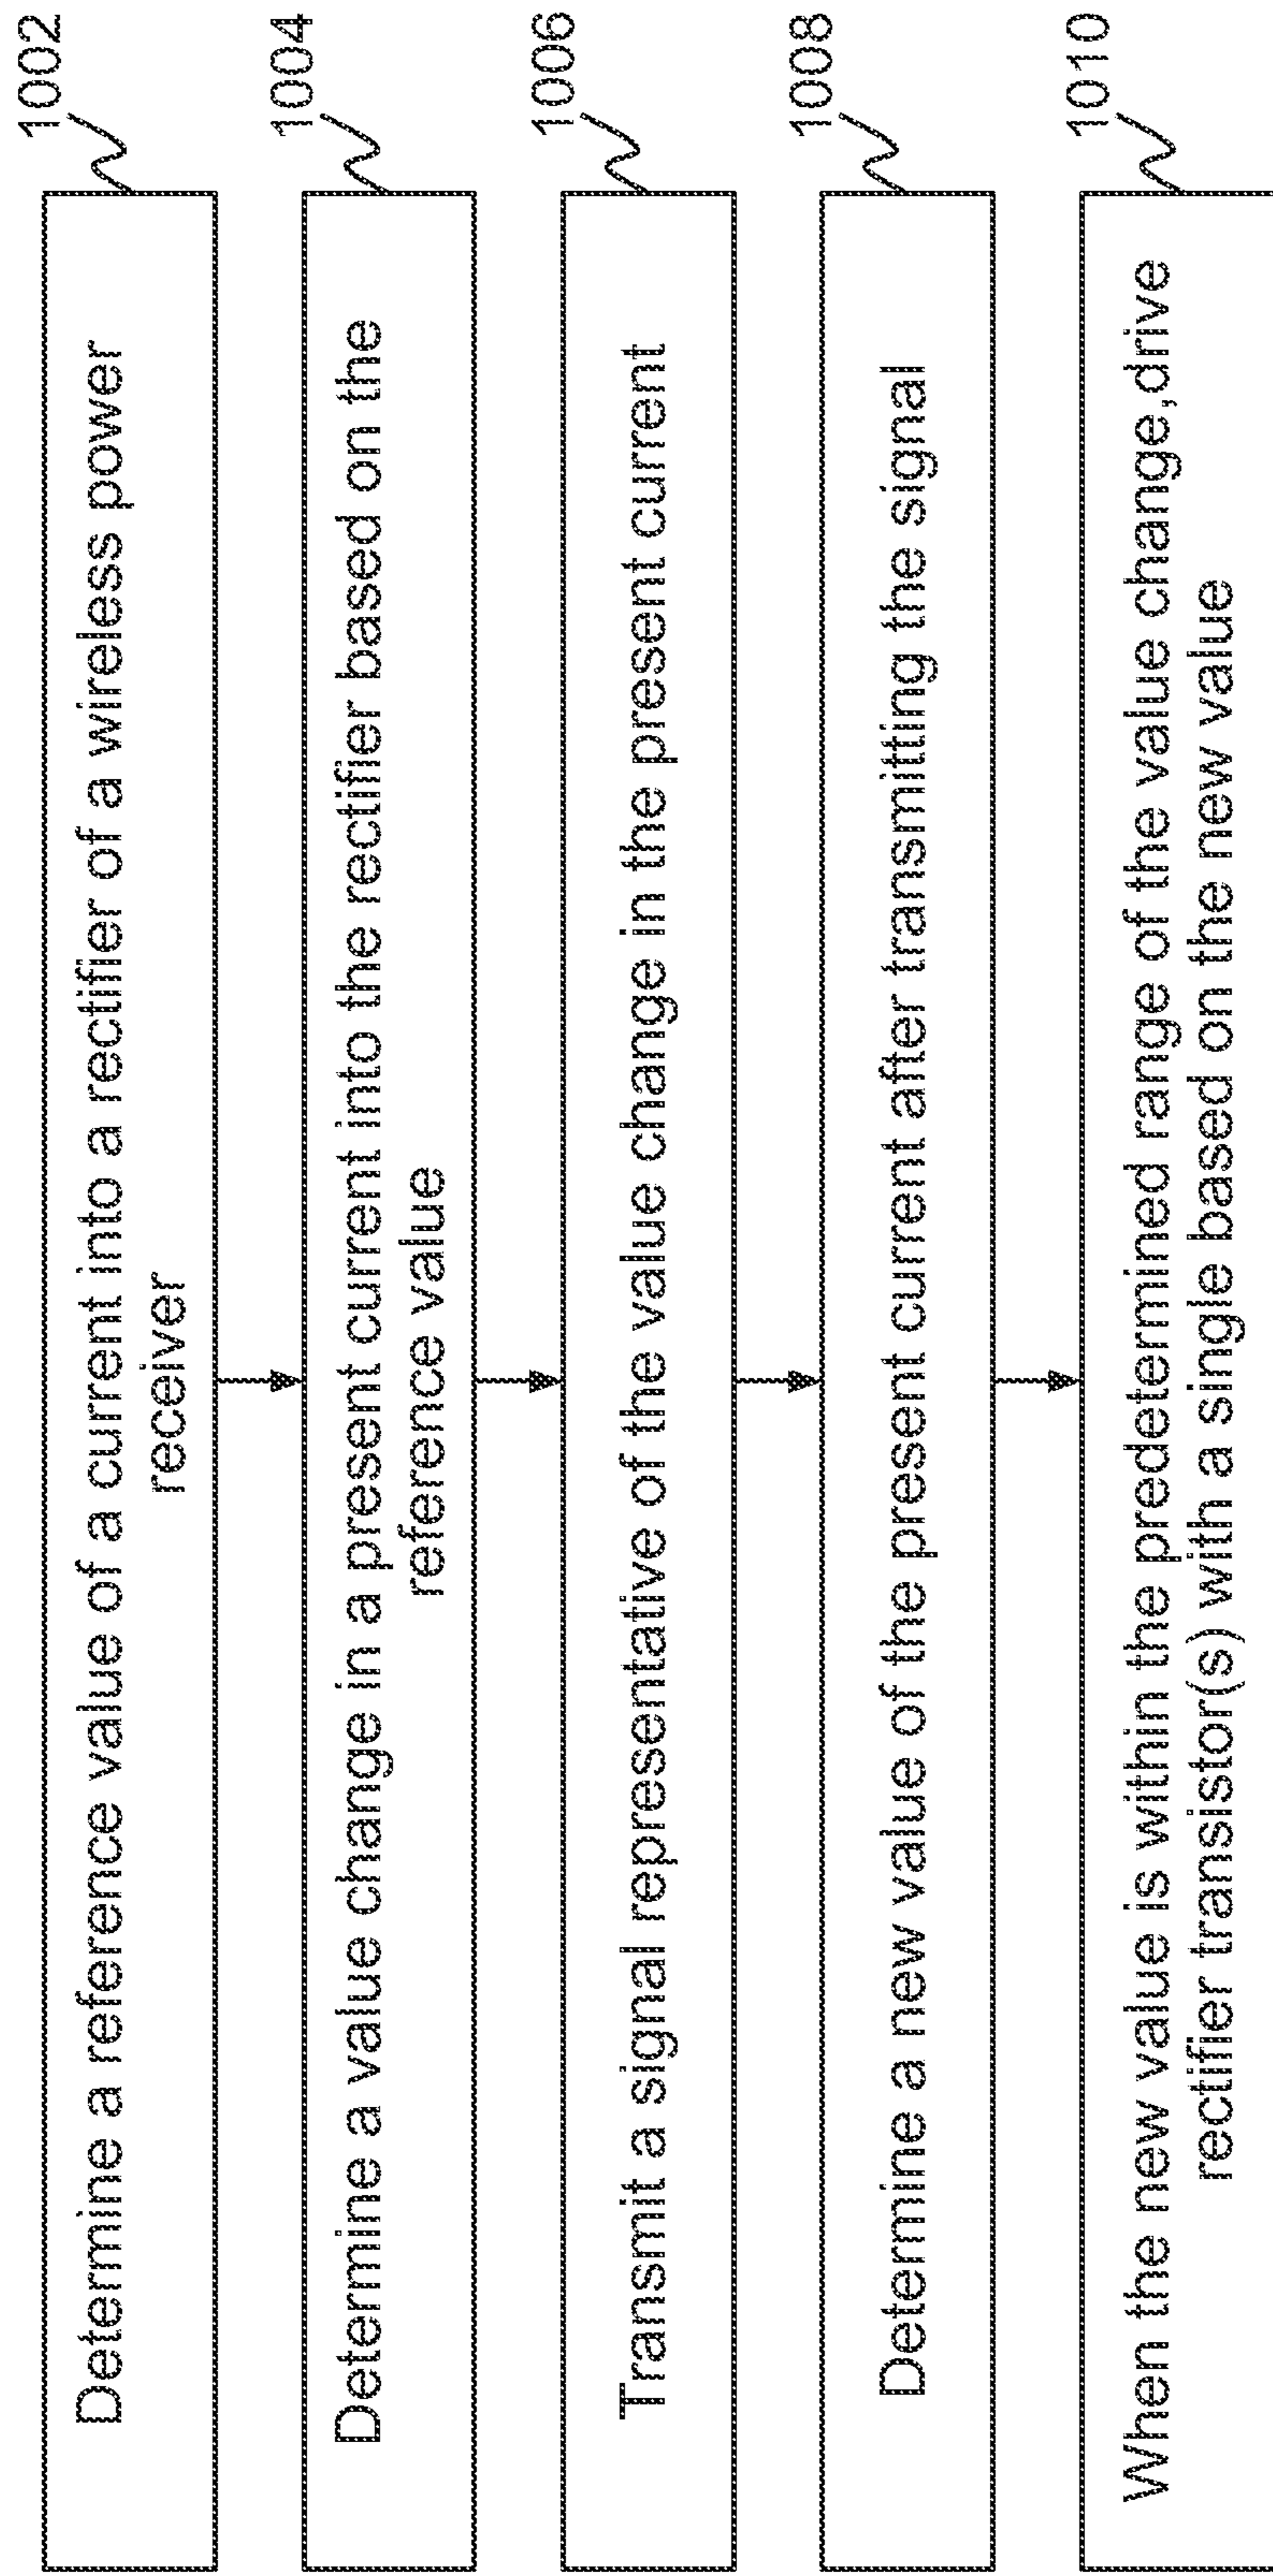 Determine a reference value of a current into a rectifier of a wireless power
receiver
1002
Determine a value change in a present current into the rectifier based on the
reference value
1004
Transmit a signal representative of the value change in the present current
1006
Determine a new value of the present current after transmitting the signal
1008
When the new value is within the predetermined range of the value change,drive
rectifier transistor(s) with a single based on the new value
1010